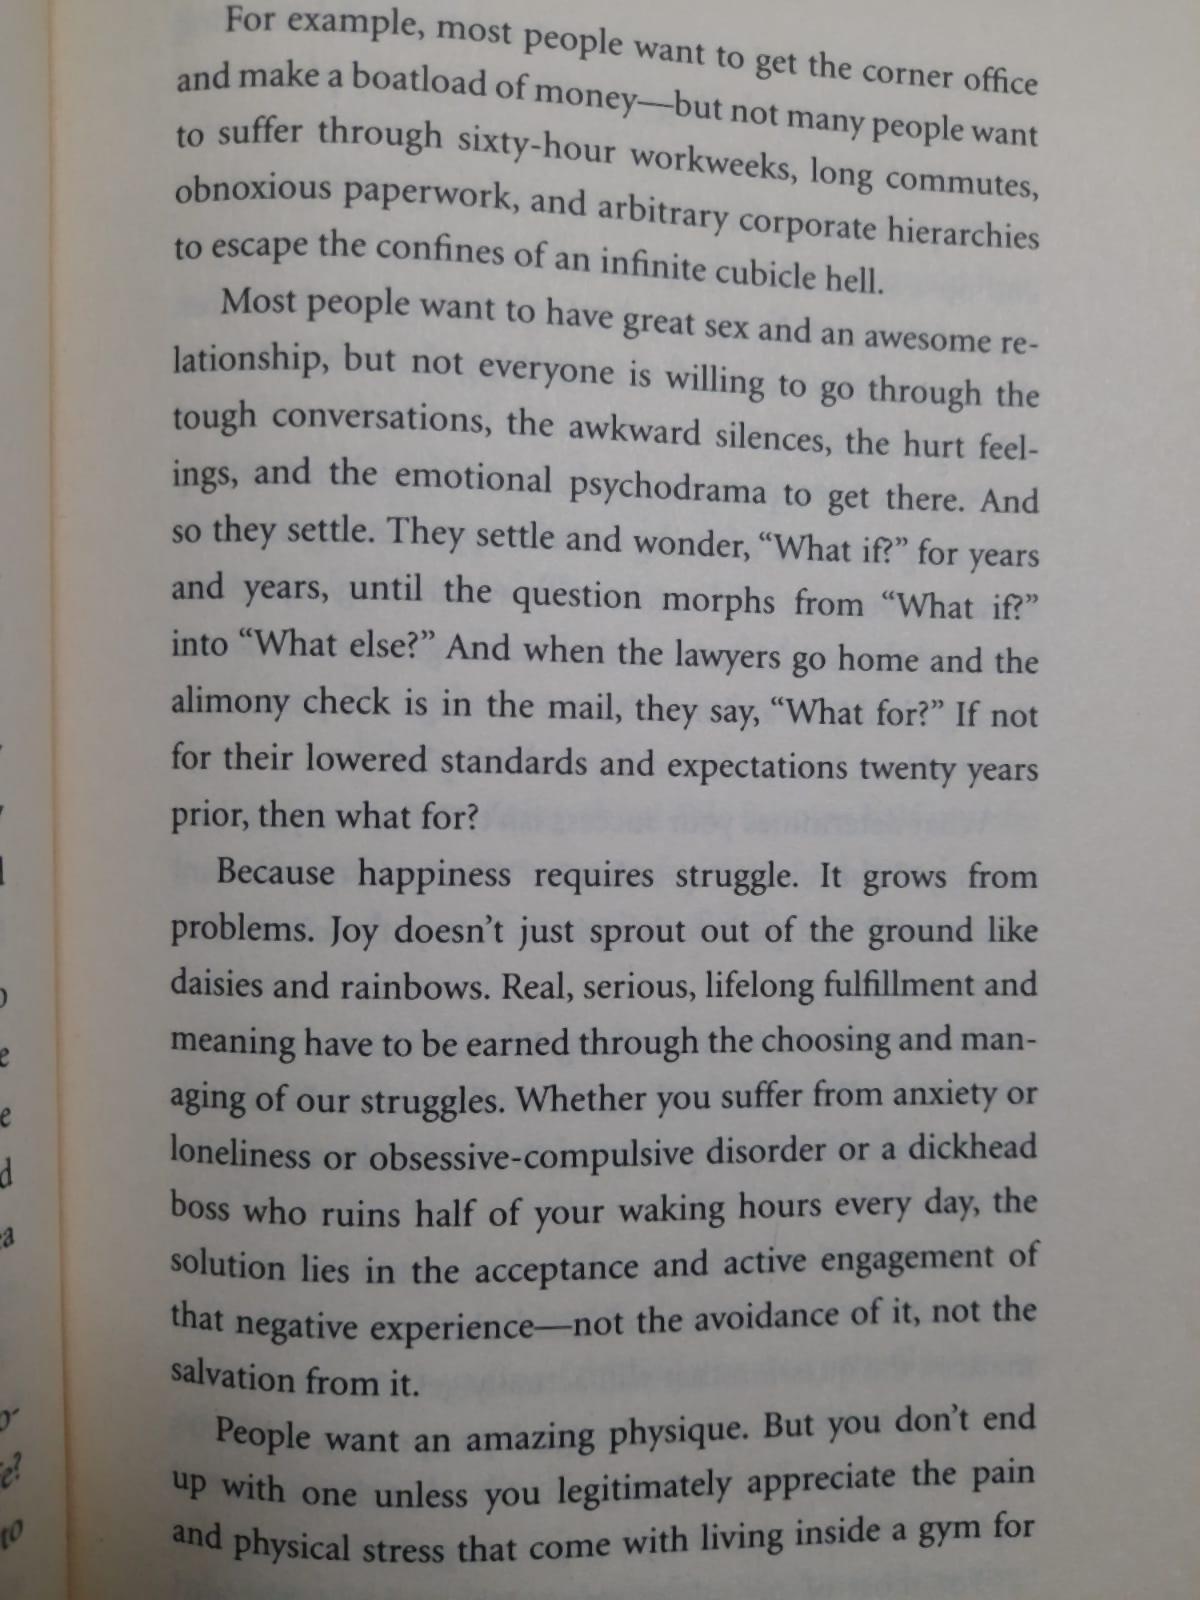 For example, most people want to get the corner office
and make a boatload of money—but not many people want
to suffer through sixty-hour workweeks, long commutes,
obnoxious paperwork, and arbitrary corporate hierarchies
to escape the confines of an infinite cubicle hell.
Most people want to have great sex and an awesome re-
lationship, but not everyone is willing to go through the
tough conversations, the awkward silences, the hurt feel-
ings, and the emotional psychodrama to get there. And
so they settle. They settle and wonder, “What if?” for years
and years, until the question morphs from “What if?”
into “What else?” And when the lawyers go home and the
alimony check is in the mail, they say, “What for?” If not
for their lowered standards and expectations twenty years
prior, then what for?
Because happiness requires struggle. It grows from
problems. Joy doesn’t just sprout out of the ground like
daisies and rainbows. Real, serious, lifelong fulfillment and
meaning have to be earned through the choosing and man-
aging of our struggles. Whether you suffer from anxiety or
loneliness or obsessive-compulsive disorder or a dickhead
boss who ruins half of your waking hours every day, the
solution lies in the acceptance and active engagement of
that negative experience—not the avoidance of it, not the
salvation from it.
People want an amazing physique. But you don’t end
up with one unless you legitimately appreciate the pain
and physical stress that come with living inside a gym for